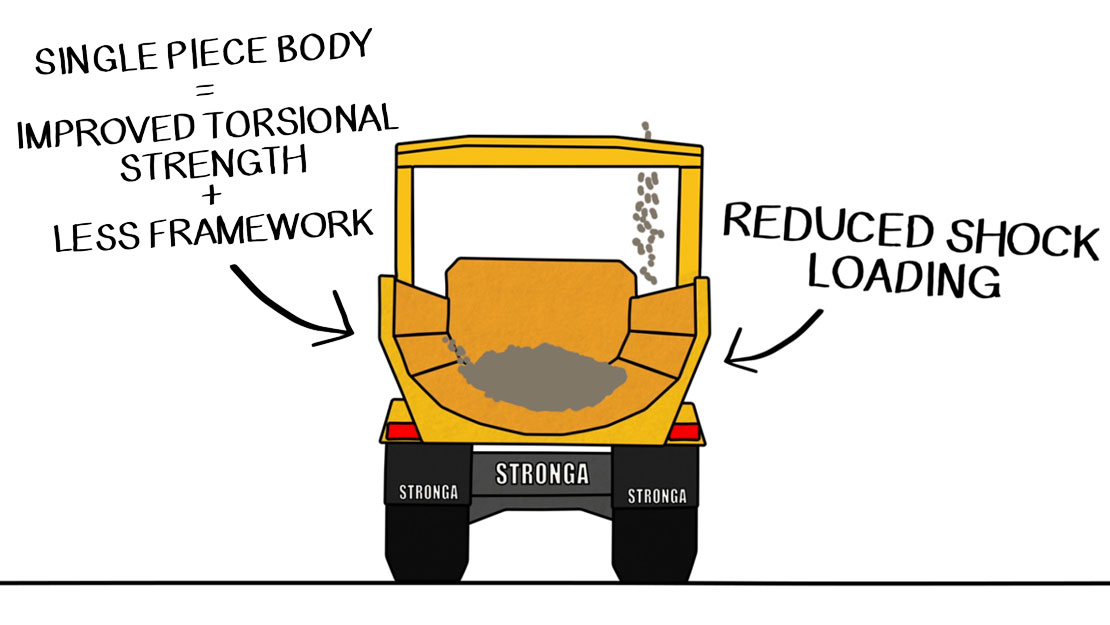 SINGLE PIECE BODY
=
IMPROVED TORSIONAL
STRENGTH
+
LESS FRAMEWORK
REDUCED SHOCK
LOADING
STRONGA
STRONGA
STRONGA